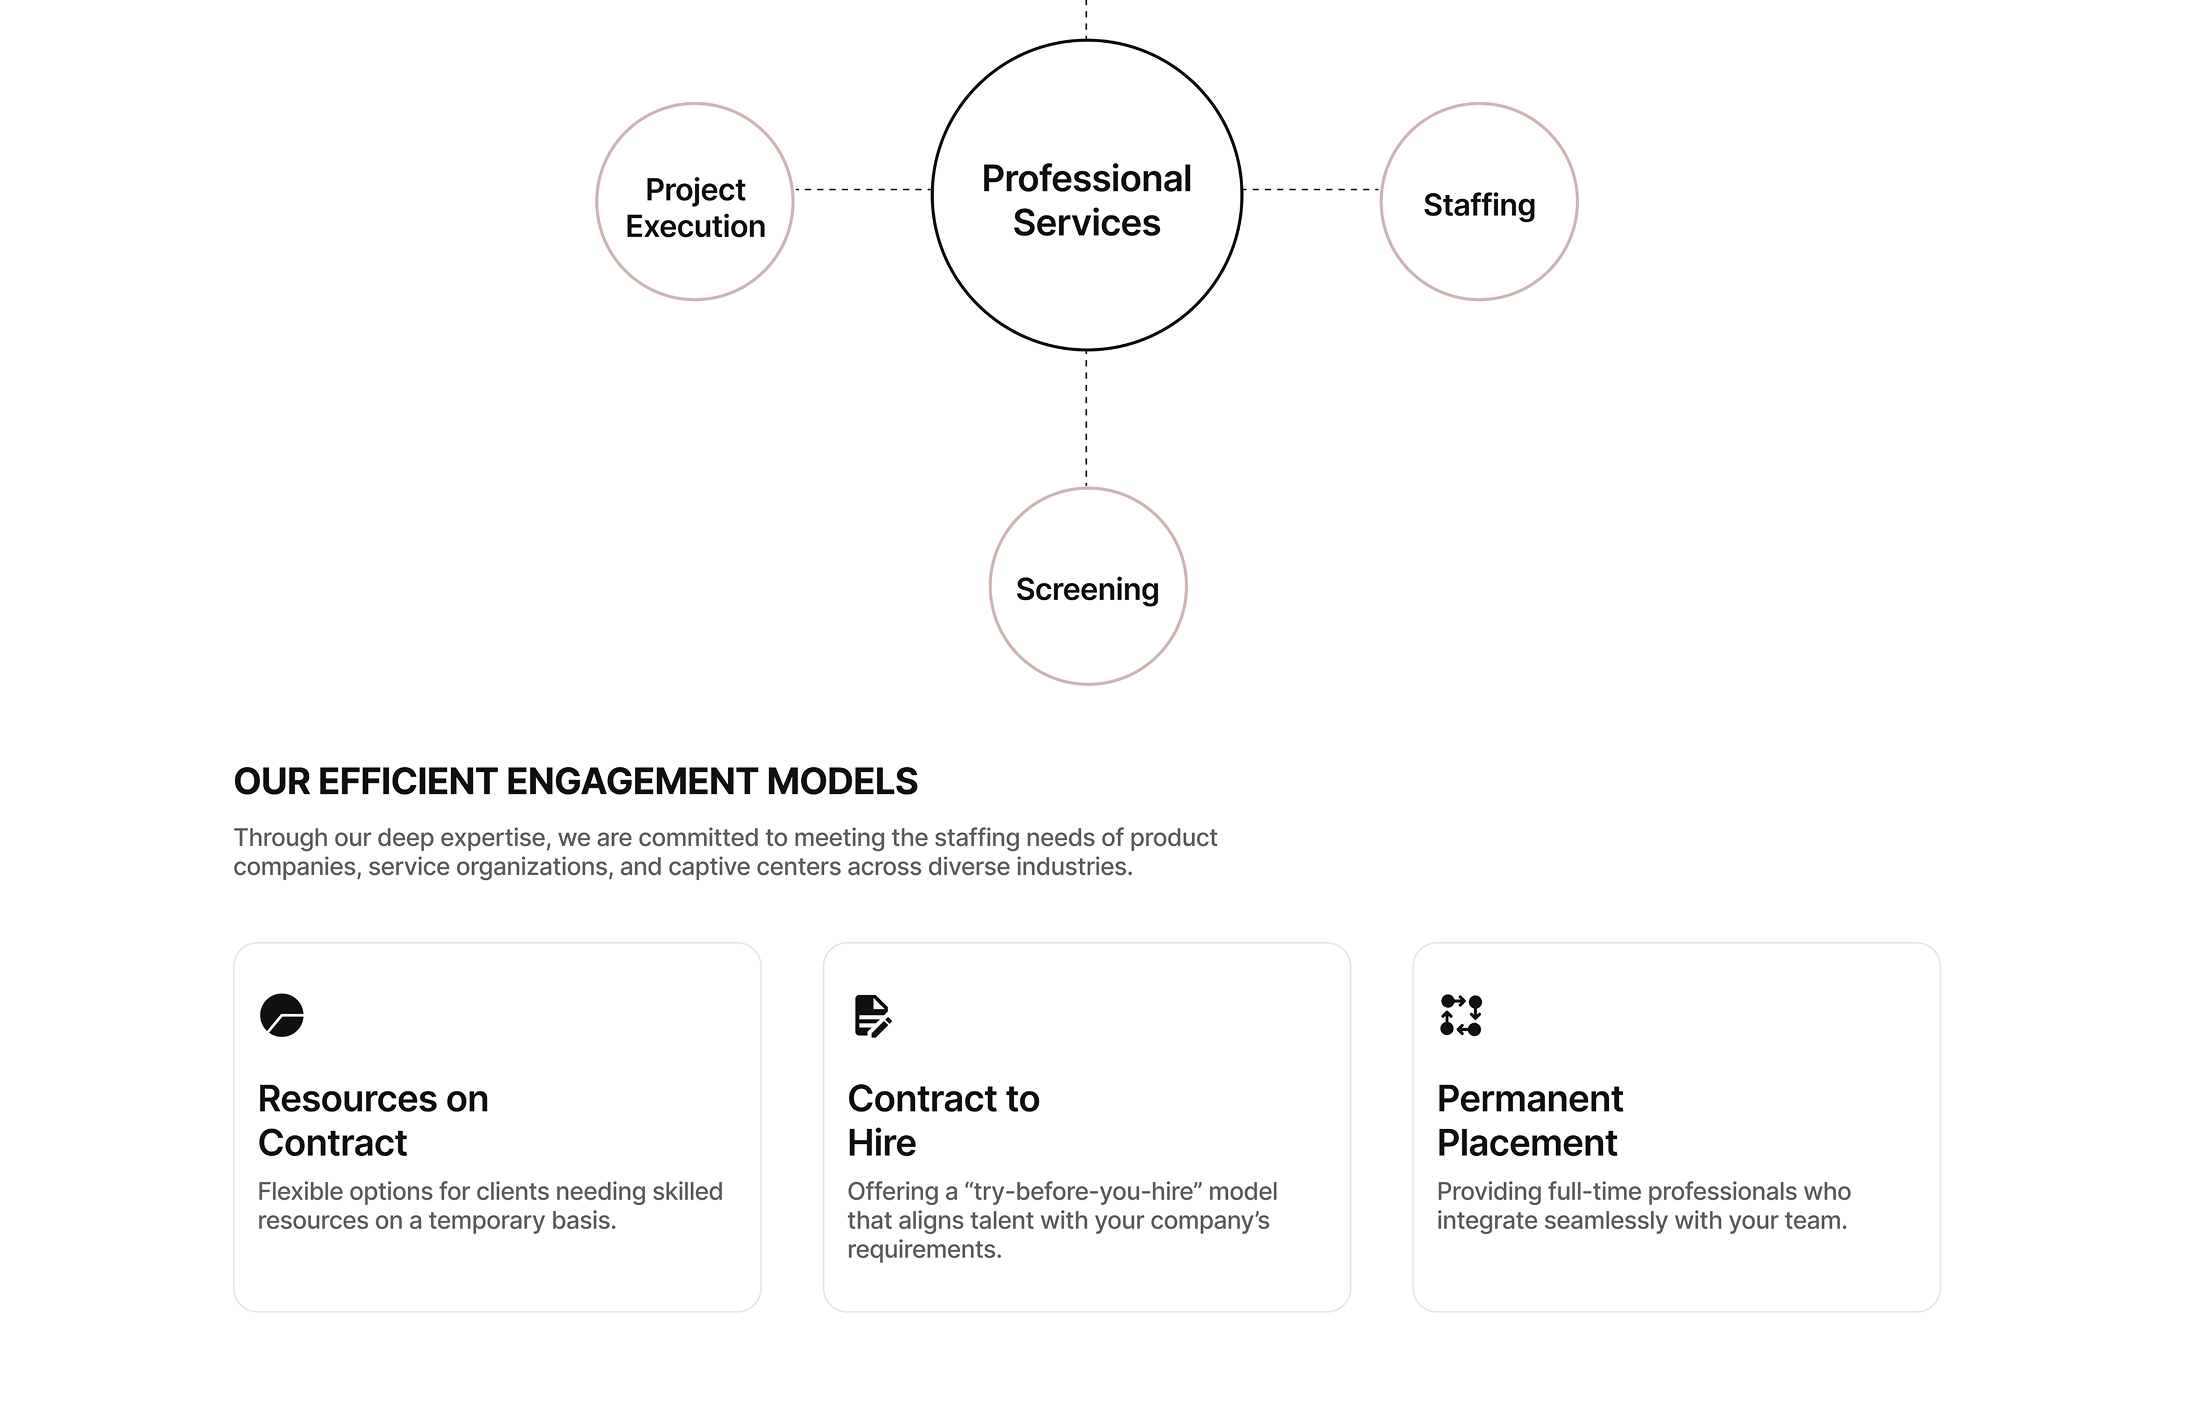 Professional
Services
Project
Execution
Staffing
Screening
OUR EFFICIENT ENGAGEMENT MODELS
Through our deep expertise, we are committed to meeting the staffing needs of product
companies, service organizations, and captive centers across diverse industries.
Resources on
Contract
Flexible options for clients needing skilled
resources on a temporary basis.
Contract to
Hire
Offering a “try-before-you-hire” model
that aligns talent with your company’s
requirements.
Permanent
Placement
Providing full-time professionals who
integrate seamlessly with your team.